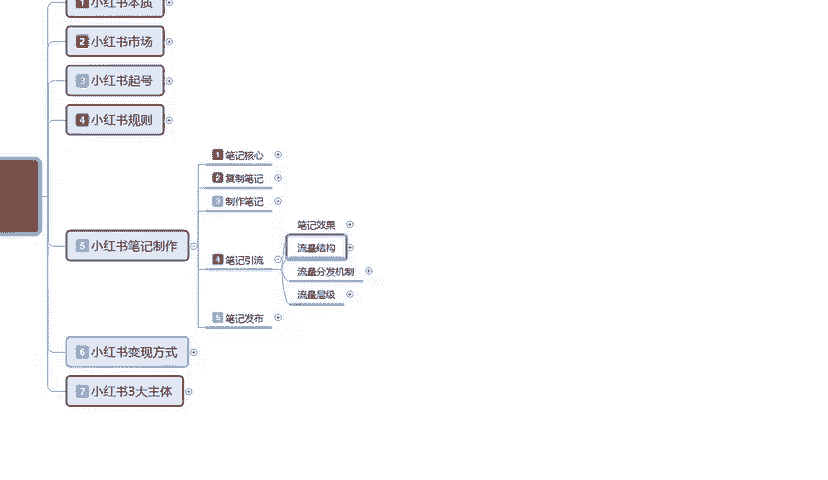 1 小红书本质
2 小红书市场
3 小红书起号
4 小红书规则
5 小红书笔记制作
1 笔记核心
2 复制笔记
3 制作笔记
4 笔记引流
笔记效果
流量结构
流量分发机制
流量层级
5 笔记发布
6 小红书变现方式
7 小红书3大主体